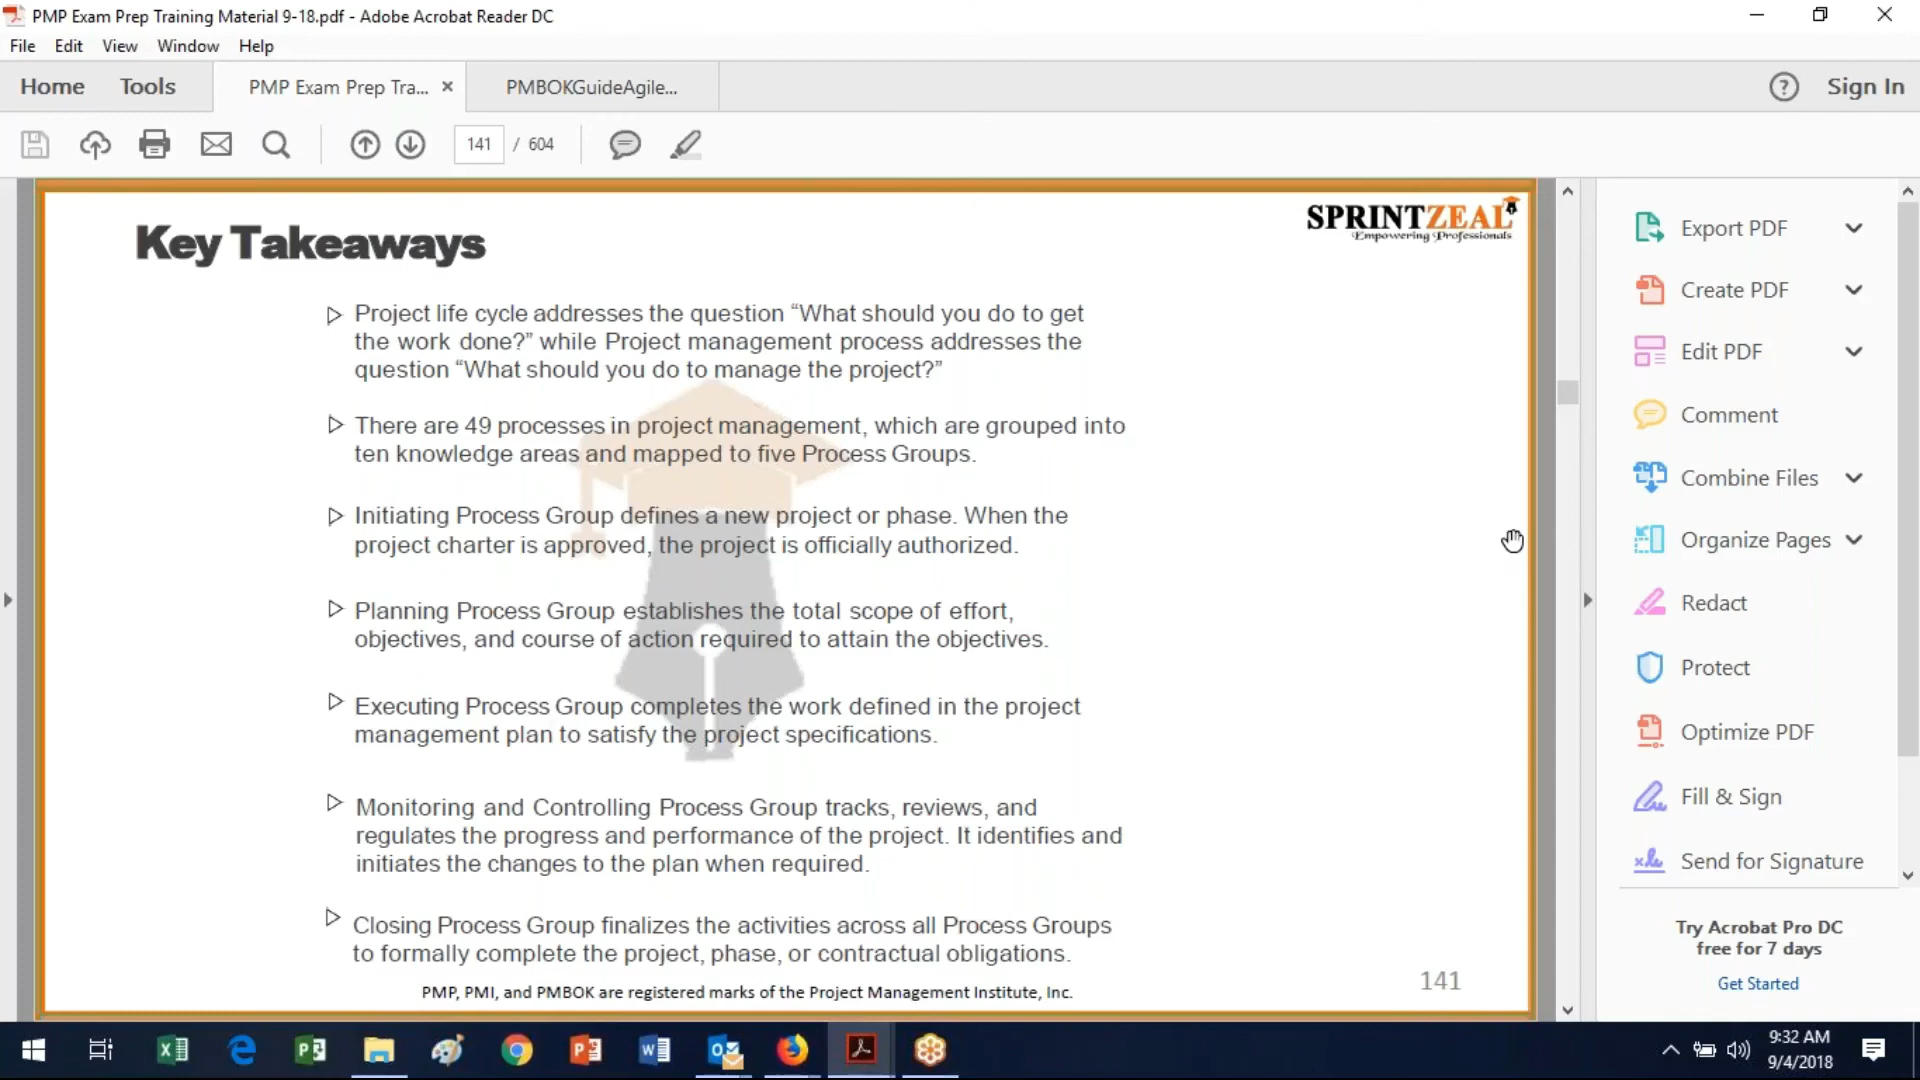 PMP Exam Prep Training Material 9-18.pdf - Adobe Acrobat Reader DC
File Edit View Window Help
Home Tools PMP Exam Prep Tra... × PMBOKGuideAgile... ? Sign In
141 / 604
SPRINTZEAL
Empowering Professionals
Key Takeaways
Project life cycle addresses the question “What should you do to get
the work done?” while Project management process addresses the
question “What should you do to manage the project?”
There are 49 processes in project management, which are grouped into
ten knowledge areas and mapped to five Process Groups.
Initiating Process Group defines a new project or phase. When the
project charter is approved, the project is officially authorized.
Planning Process Group establishes the total scope of effort,
objectives, and course of action required to attain the objectives.
Executing Process Group completes the work defined in the project
management plan to satisfy the project specifications.
Monitoring and Controlling Process Group tracks, reviews, and
regulates the progress and performance of the project. It identifies and
initiates the changes to the plan when required.
Closing Process Group finalizes the activities across all Process Groups
to formally complete the project, phase, or contractual obligations.
141
PMP, PMI, and PMBOK are registered marks of the Project Management Institute, Inc.
Export PDF
Create PDF
Edit PDF
Comment
Combine Files
Organize Pages
Redact
Protect
Optimize PDF
Fill & Sign
Send for Signature
Try Acrobat Pro DC
free for 7 days
Get Started
9:32 AM
9/4/2018